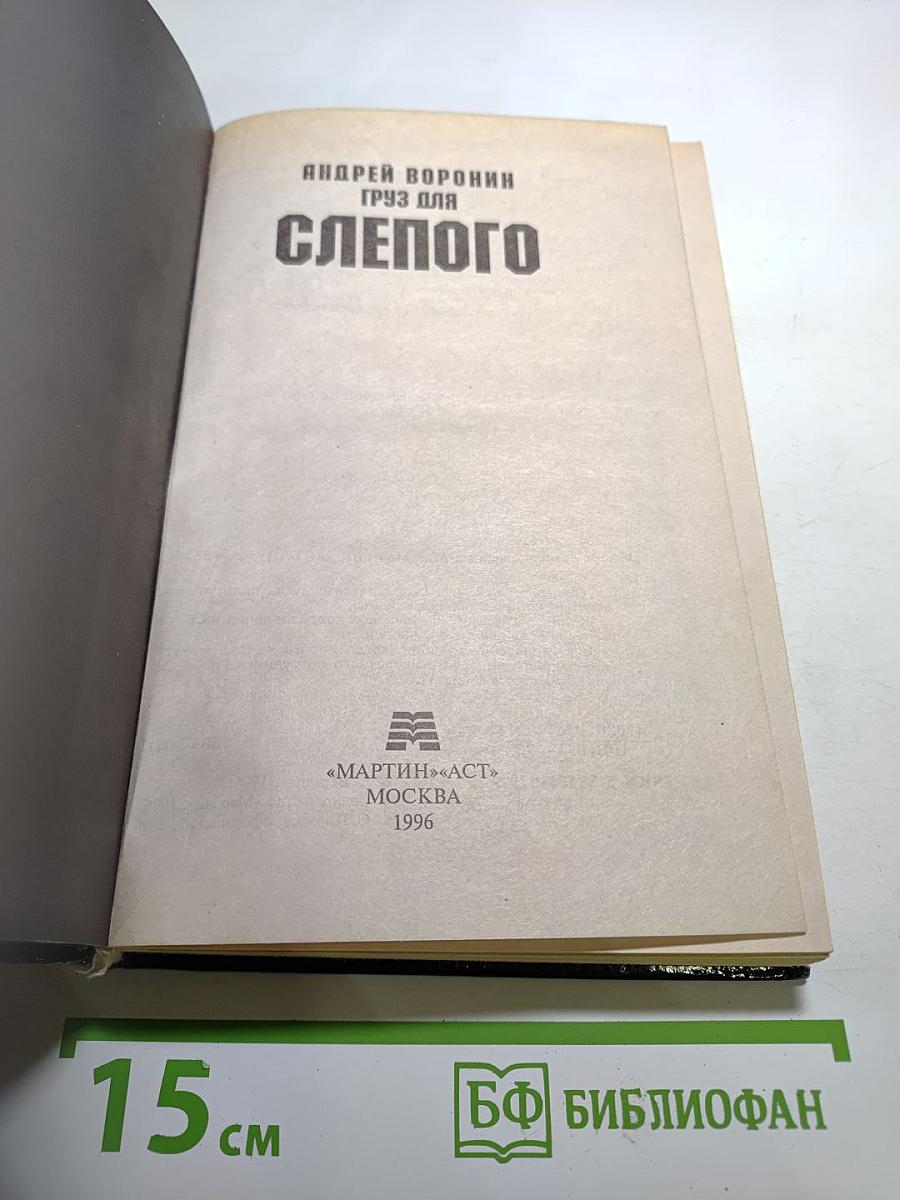 АНДРЕЙ ВОРОНИН
ГРУЗ ДЛЯ
СЛЕПОГО
«МАРТИН»«АСТ»
МОСКВА
1996
15 см
БФ БИБЛИОФАН